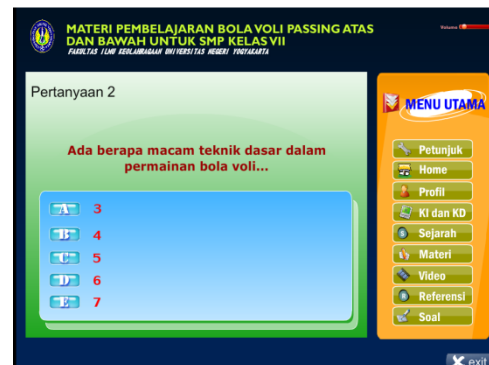 MATERI PEMBELAJARAN BOLA VOLI PASSING ATAS
DAN BAWAH UNTUK SMP KELAS VII
FAKULTAS ILMU KEOLAHRAGAAN UNIVERSITAS NEGERI YOGYAKARTA
Volume
Pertanyaan 2
Ada berapa macam teknik dasar dalam
permainan bola voli...
A 3
B 4
C 5
D 6
E 7
MENU UTAMA
Petunjuk
Home
Profil
KI dan KD
Sejarah
Materi
Video
Referensi
Soal
exit